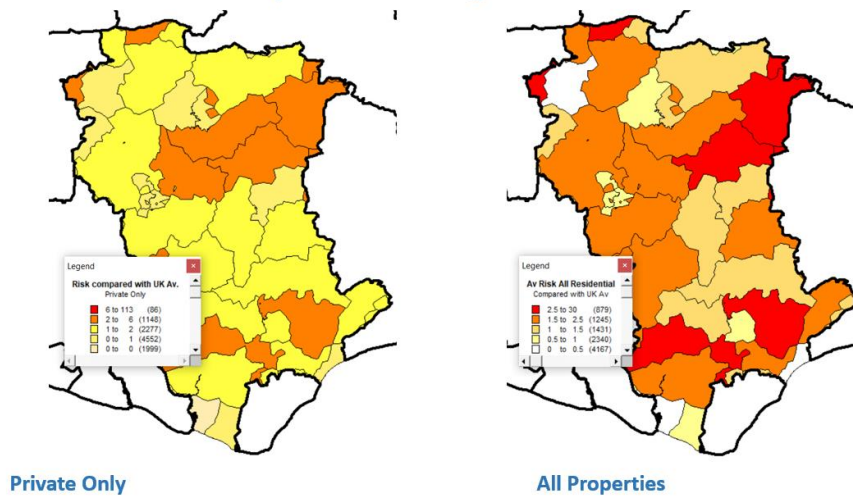 Legend
Risk compared with UK Av.
Private Only
6 to 113 (86)
2 to 6 (1148)
1 to 2 (2277)
0 to 1 (4552)
0 to 0 (1999)
Legend
Av Risk All Residential
Compared with UK Av
2.5 to 30 (879)
1.5 to 2.5 (1245)
1 to 1.5 (1431)
0.5 to 1 (2340)
0 to 0.5 (4167)
Private Only
All Properties